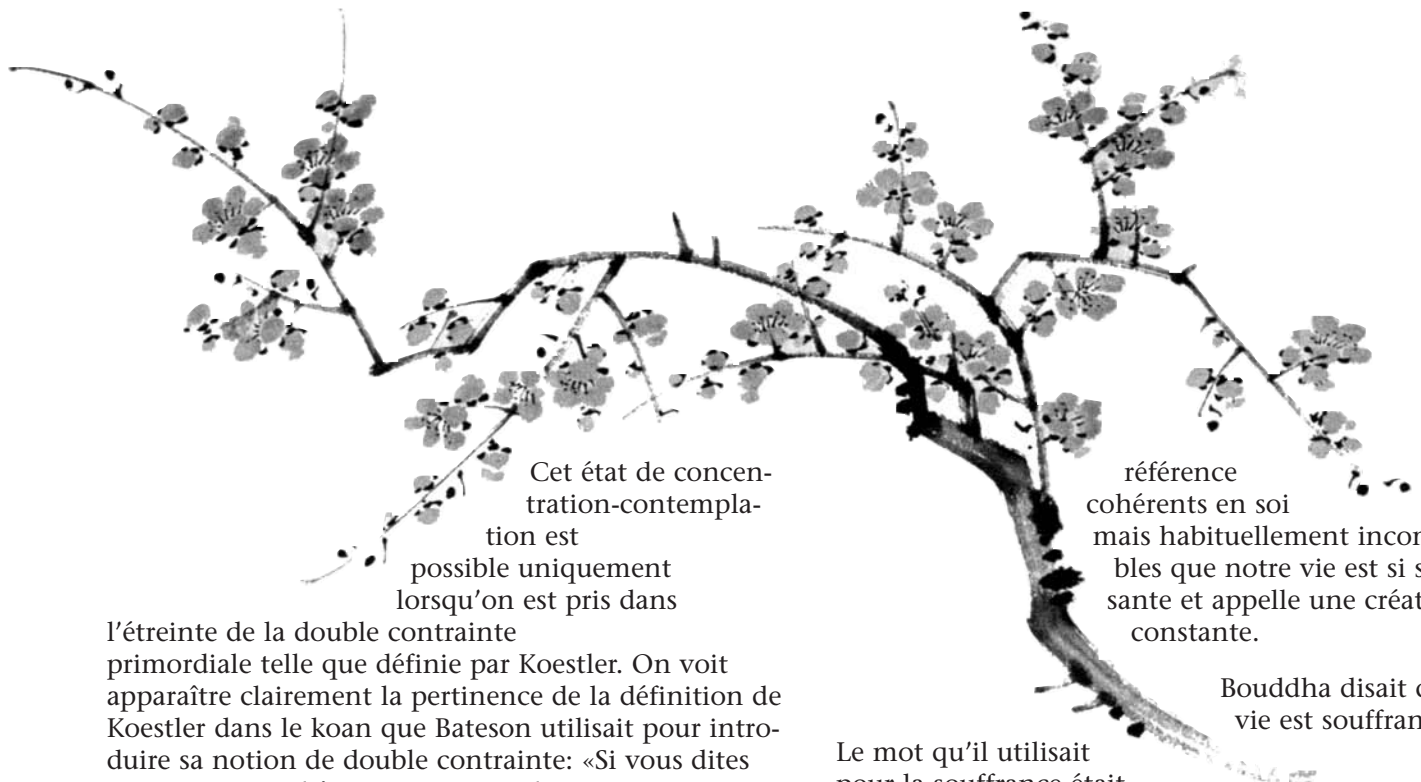 Cet état de concen-
tration-contempla-
tion est
possible uniquement
lorsqu'on est pris dans
l'étreinte de la double contrainte
primordiale telle que définie par Koestler. On voit
apparaître clairement la pertinence de la définition de
Koestler dans le koan que Bateson utilisait pour intro-
duire sa notion de double contrainte: «Si vous dites
référence
cohérents en soi
mais habituellement
bles que notre vie est si
sante et appelle une
constante.
Bouddha disait
vie est
Le mot qu'il utilisait
pour la souffrance était